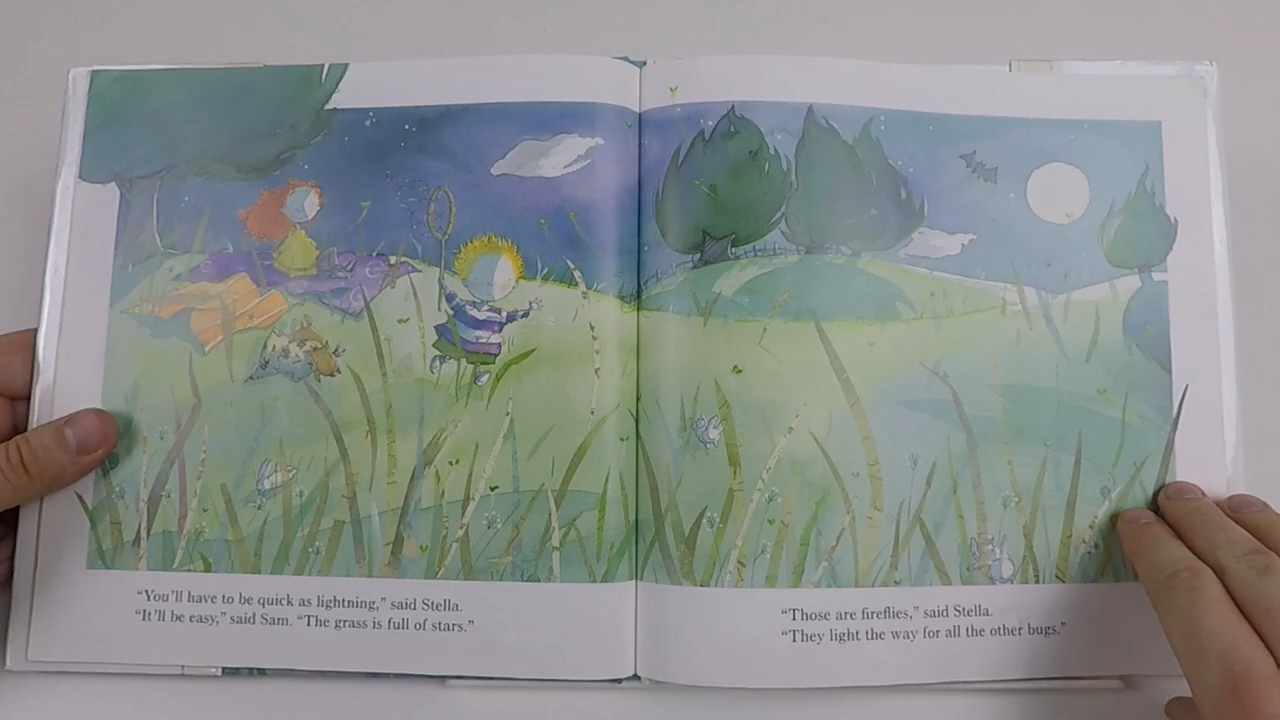 “You’ll have to be quick as lightning,” said Stella.
“It’ll be easy,” said Sam. “The grass is full of stars.”
“Those are fireflies,” said Stella.
“They light the way for all the other bugs.”